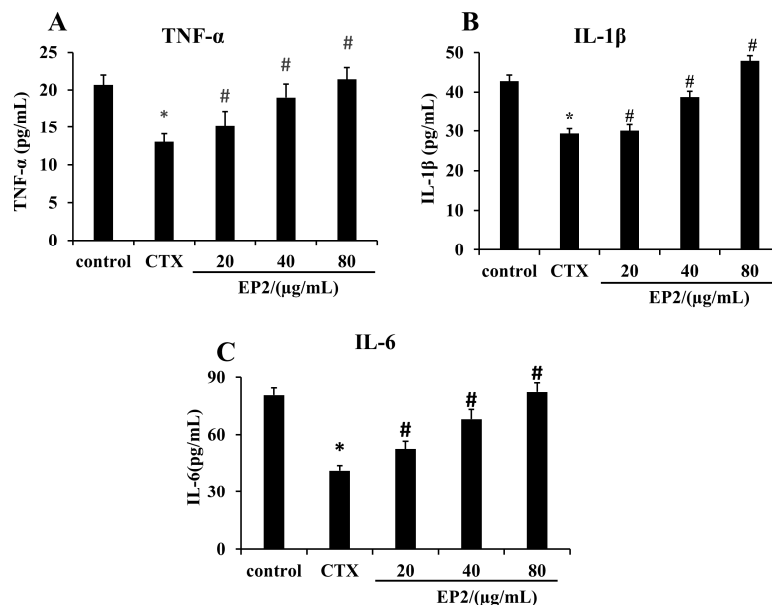 A
TNF-α
TNF-α (pg/mL)
25
20
15
10
5
0
*
#
#
#
control CTX 20 40 80
EP2/(μg/mL)
B
IL-1β
IL-1β (pg/mL)
50
40
30
20
10
0
*
#
#
#
control CTX 20 40 80
EP2/(μg/mL)
C
IL-6
IL-6(pg/mL)
90
60
30
0
*
#
#
#
control CTX 20 40 80
EP2/(μg/mL)